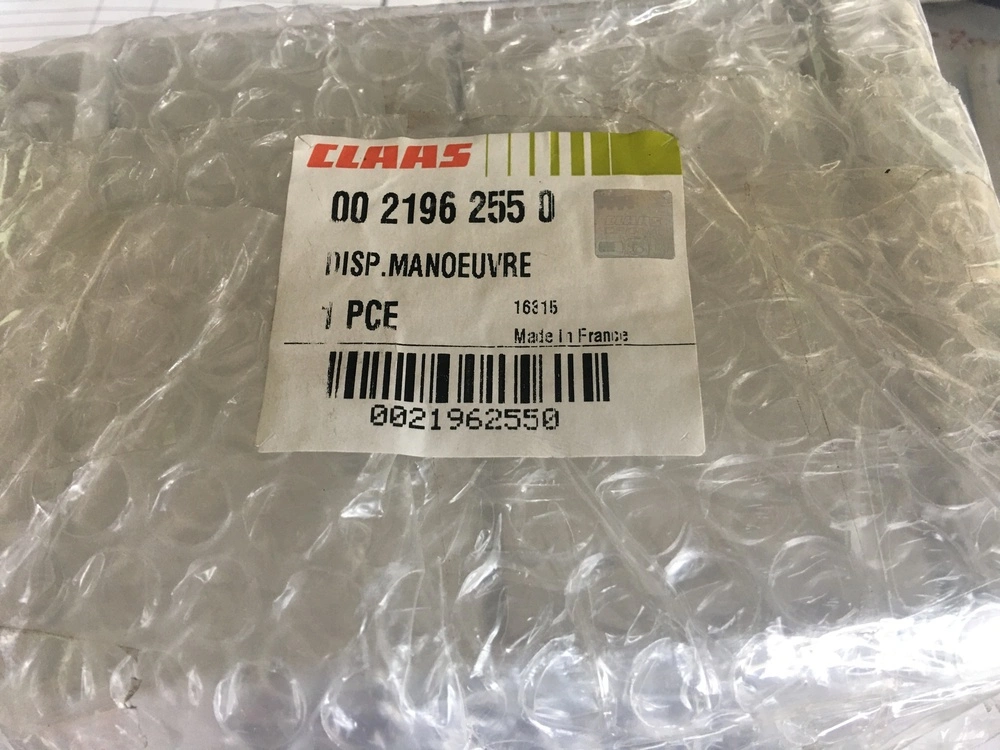 CLAAS
00 2196 255 0
DISP.MANOEUVRE
1 PCE
16315
Made In France
0021962550